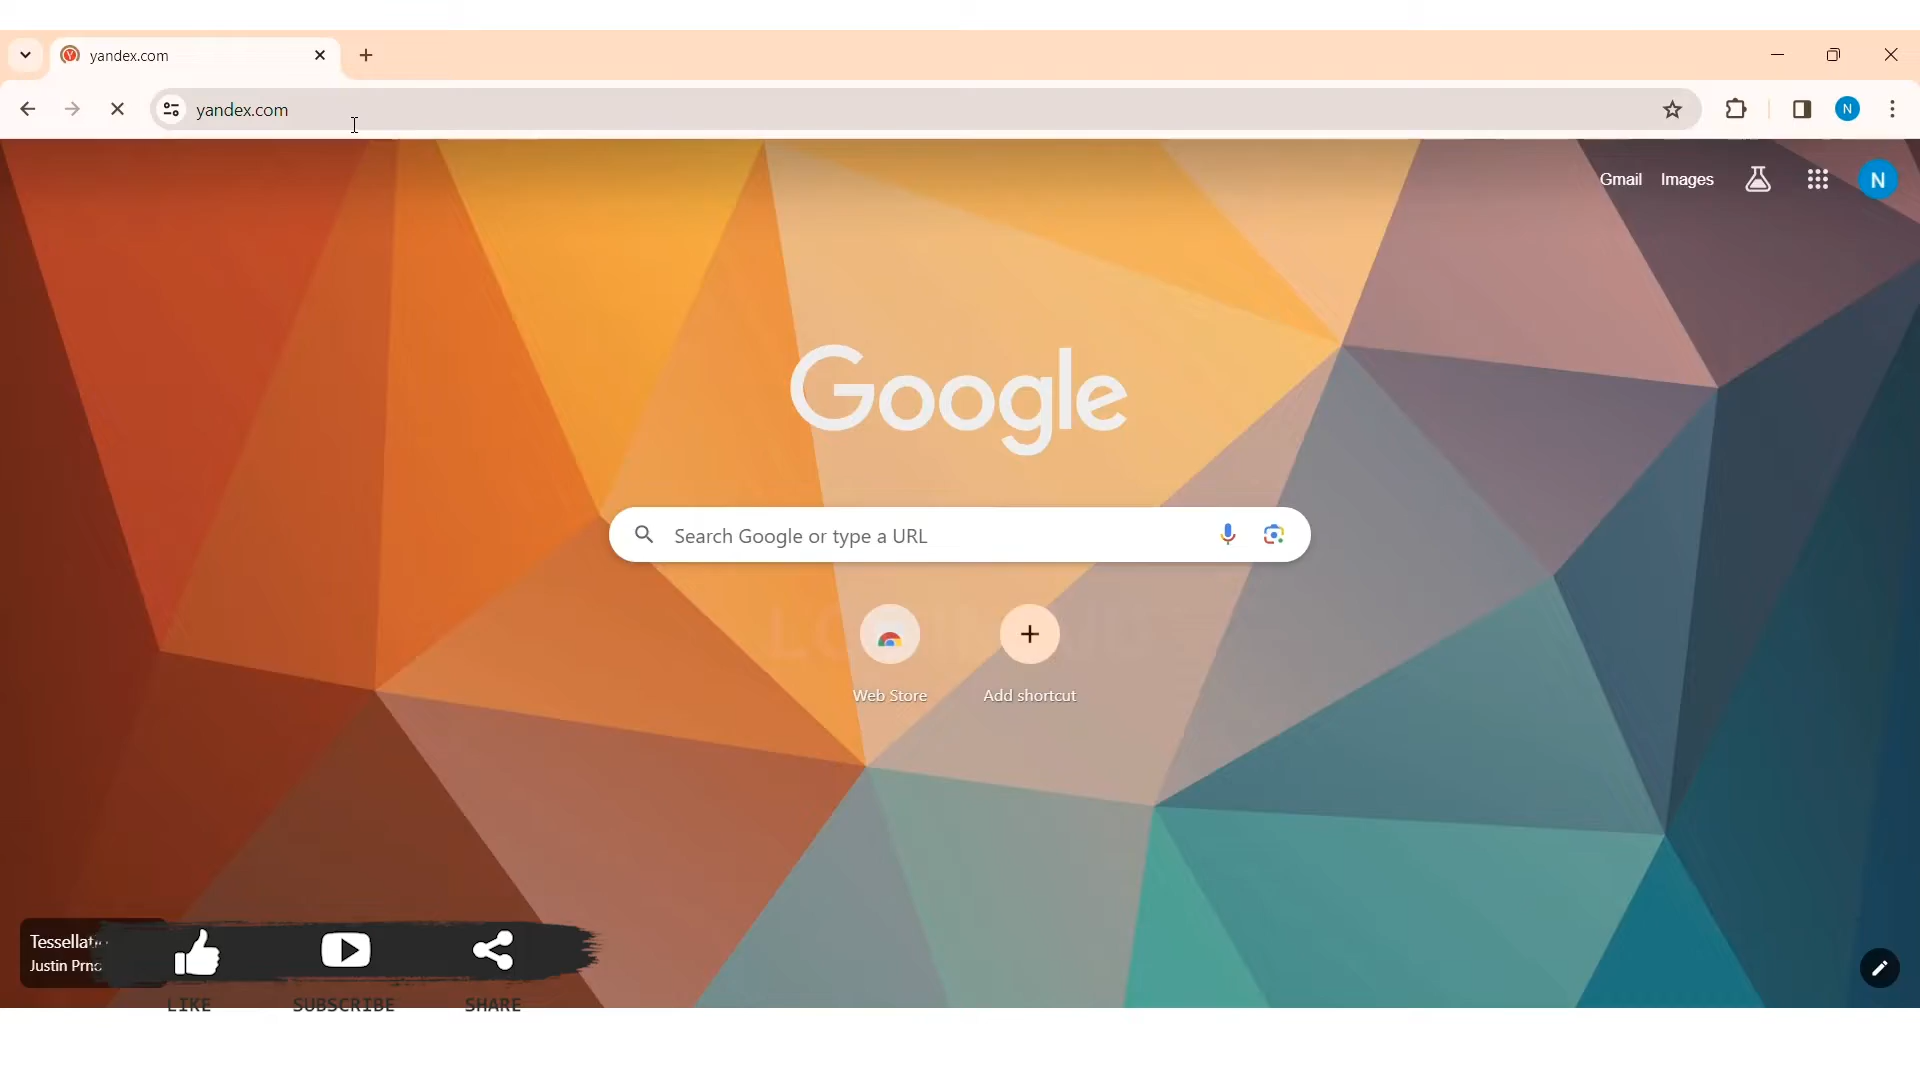 yandex.com
yandex.com
N
Gmail Images
N
Google
Search Google or type a URL
Web Store
Add shortcut
Justin
LIKE SUBSCRIBE SHARE